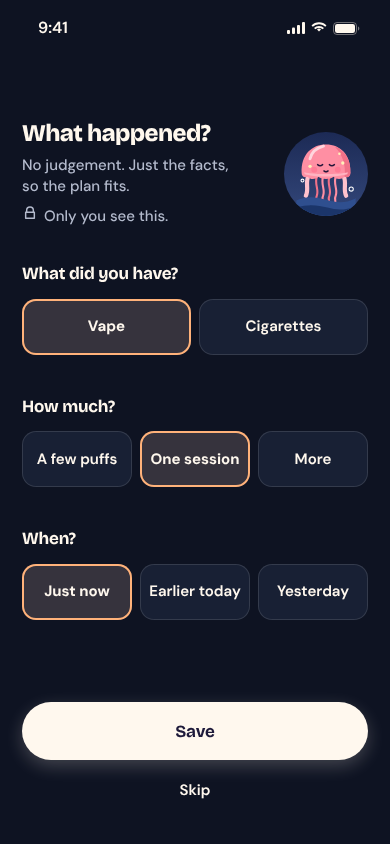 9:41
What happened?
No judgement. Just the facts,
so the plan fits.
Only you see this.
What did you have?
Vape
Cigarettes
How much?
A few puffs
One session
More
When?
Just now
Earlier today
Yesterday
Save
Skip